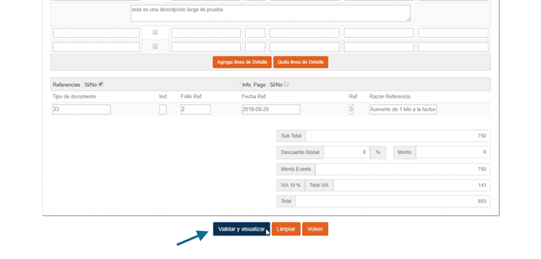 este es una descripcion larga de prueba
Agrega linea de Detalle Quita linea de Detalle
Referencias : Si/No Info. Pago : Si/No
Tipo de documento Ind. Folio Ref Fecha Ref. Ref Razón Referencia
33 2 2018-09-20 3 Aumento de 1 kilo a la factur
Sub Total 750
Descuento Global 0 % Monto 0
Monto Exento 750
IVA 19 % Total IVA 143
Total 893
Validar y visualizar Limpiar Volver